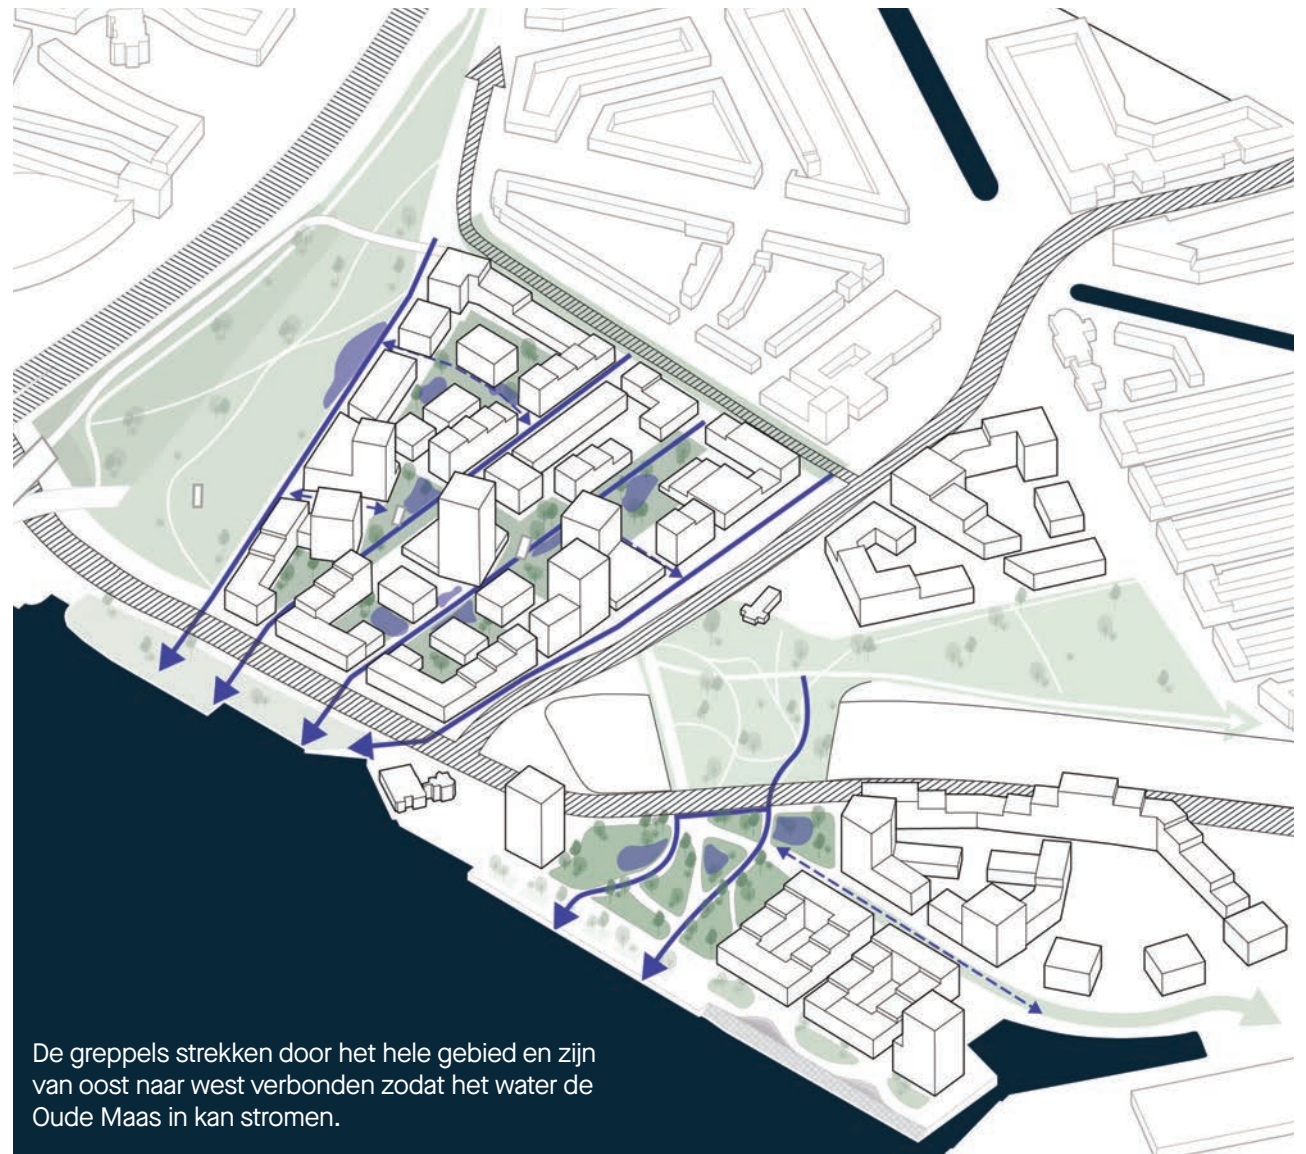 De greppels strekken door het hele gebied en zijn
van oost naar west verbonden zodat het water de
Oude Maas in kan stromen.